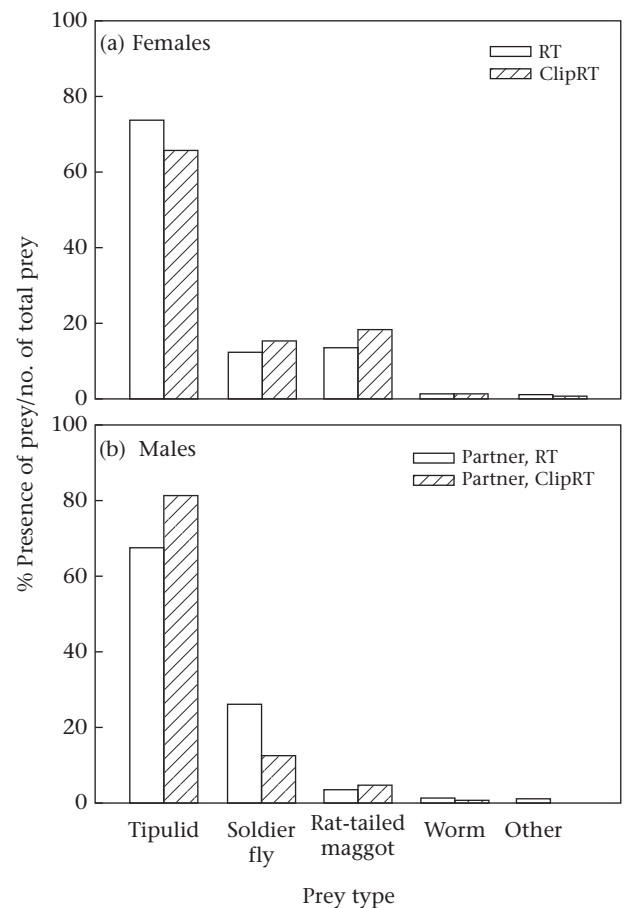 % Presence of prey/no. of total prey
100
80
60
40
20
0
(a) Females
RT
ClipRT
100
80
60
40
20
0
(b) Males
Partner, RT
Partner, ClipRT
Tipulid
Soldier
fly
Rat-tailed
maggot
Worm
Other
Prey type